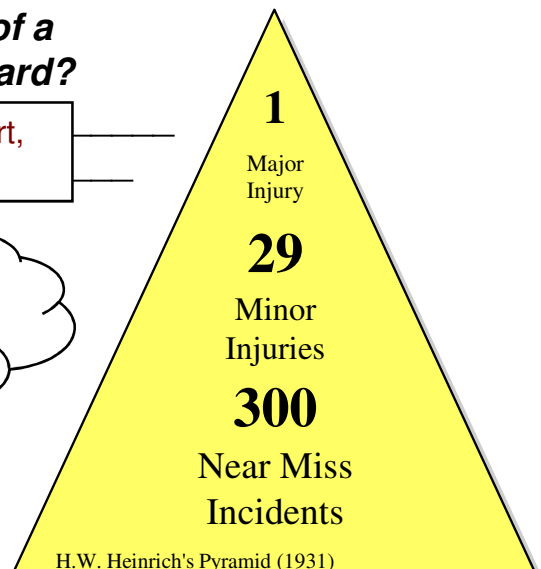 of a
ard?
rt,
1
Major
Injury
29
Minor
Injuries
300
Near Miss
Incidents
H.W. Heinrich's Pyramid (1931)